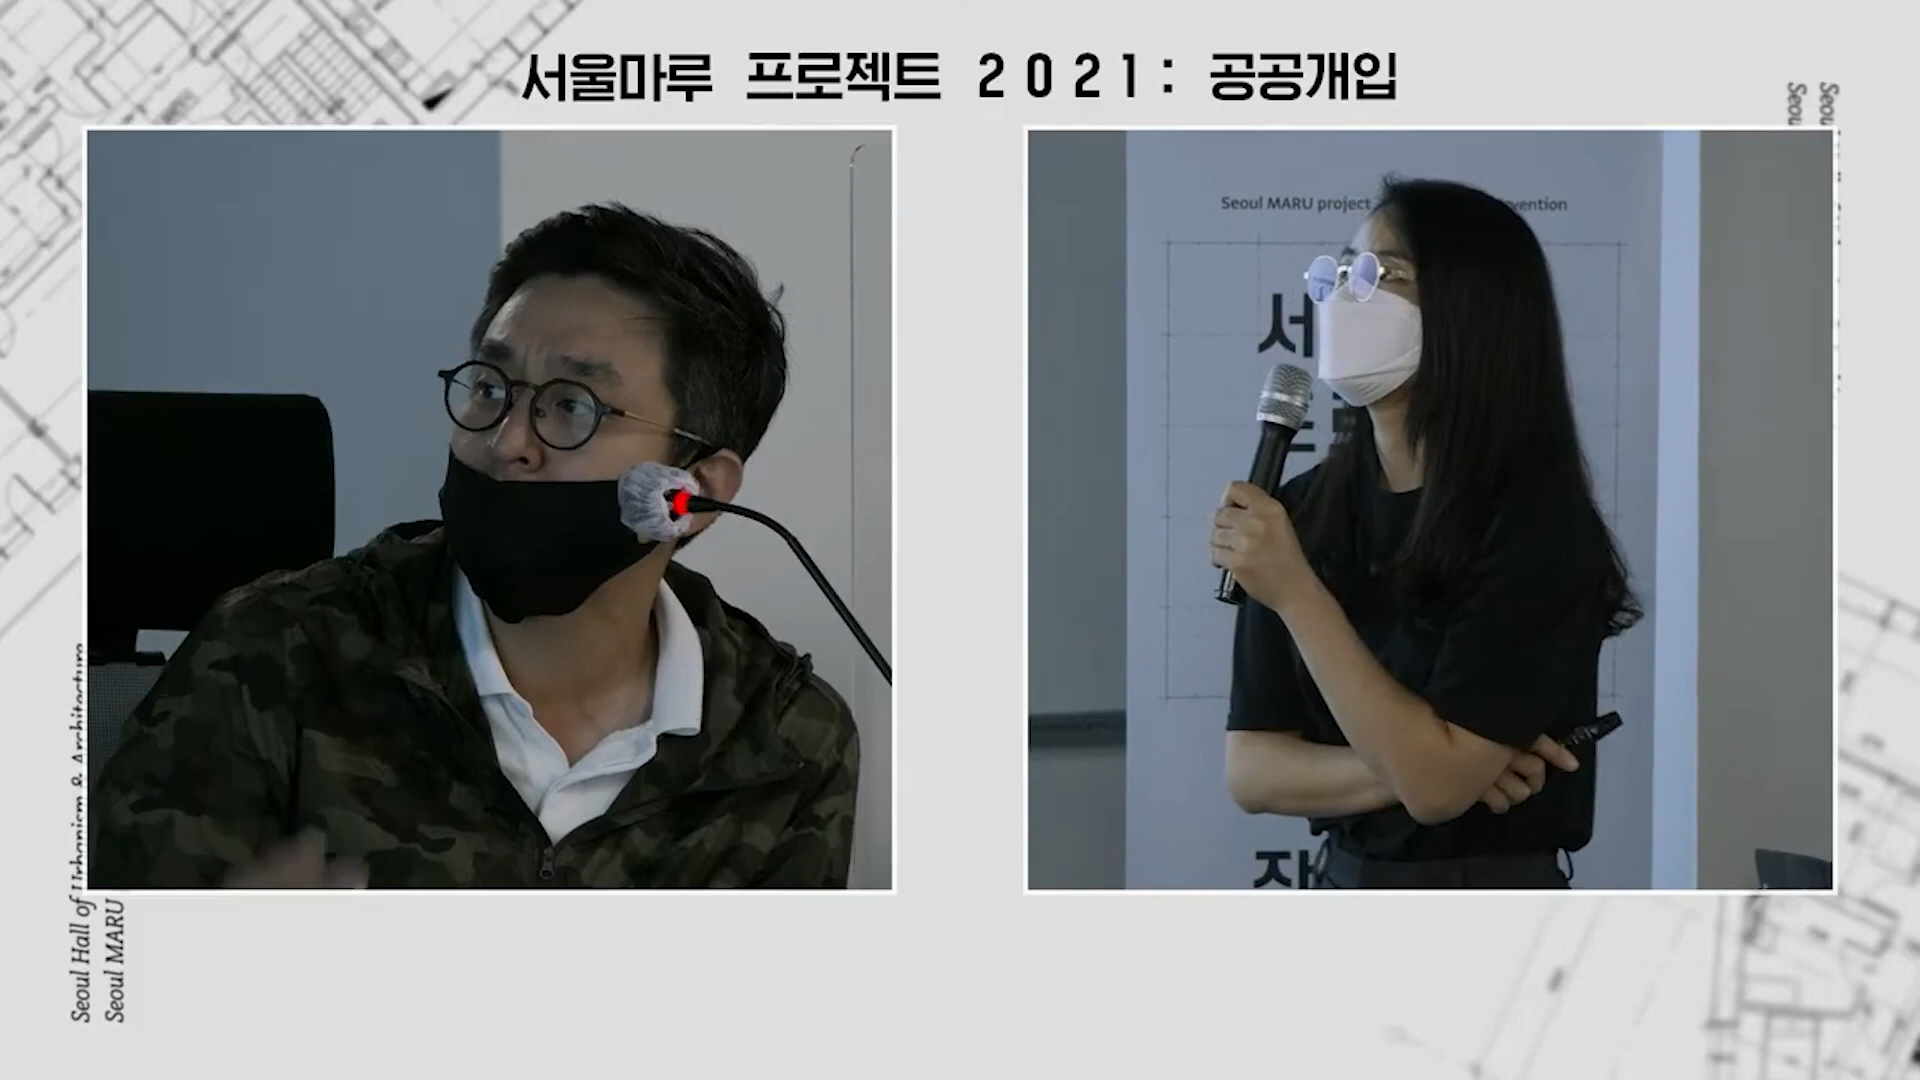 서울마루 프로젝트 2021: 공공개입
Seoul MARU project
서
Seoul Hall of Urbanism & Architecture
Seoul MARU